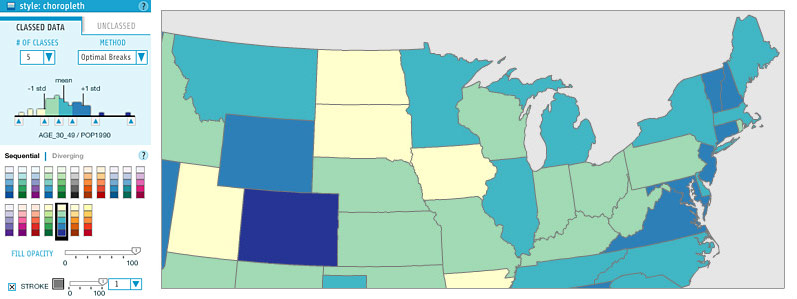 style: choropleth ?
CLASSED DATA UNCLASSED
# OF CLASSES METHOD
5 Optimal Breaks
mean
-1 std +1 std
AGE_30_49 / POP1990
Sequential | Diverging ?
FILL OPACITY 0 100
STROKE 0 100 1